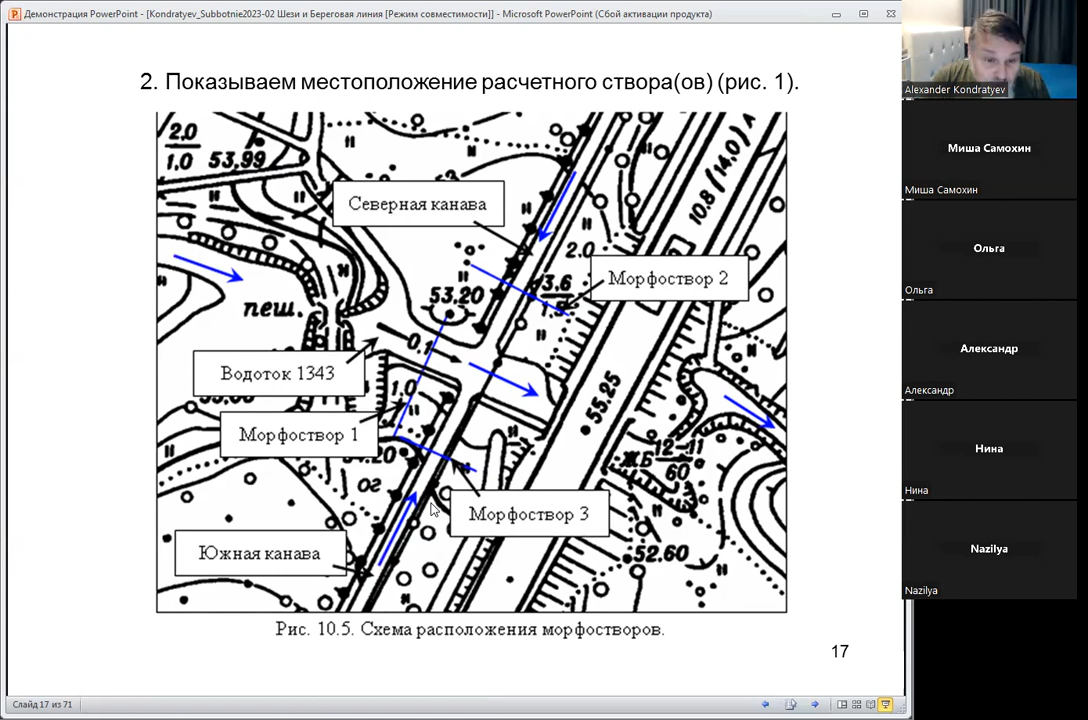 Демонстрация PowerPoint - [Kondratyev_Subbotnie2023-02 Шези и Береговая линия [Режим совместимости]] - Microsoft PowerPoint (Сбой активации продукта)
2. Показываем местоположение расчетного створа(ов) (рис. 1).
2.0
1.0
53.99
53
10.8/(14.0)А
Северная канава
2.0
3.6
Морфоствор 2
53.20
пеш.
0.1
Водоток 1343
1.0
55.25
Морфоствор 1
ЖБ 12-11
60
ог
Морфоствор 3
Южная канава
52.60
Рис. 10.5. Схема расположения морфостворов.
17
Слайд 17 из 71
Alexander Kondratyev
Миша Самохин
Миша Самохин
Ольга
Ольга
Александр
Александр
Нина
Нина
Nazilya
Nazilya